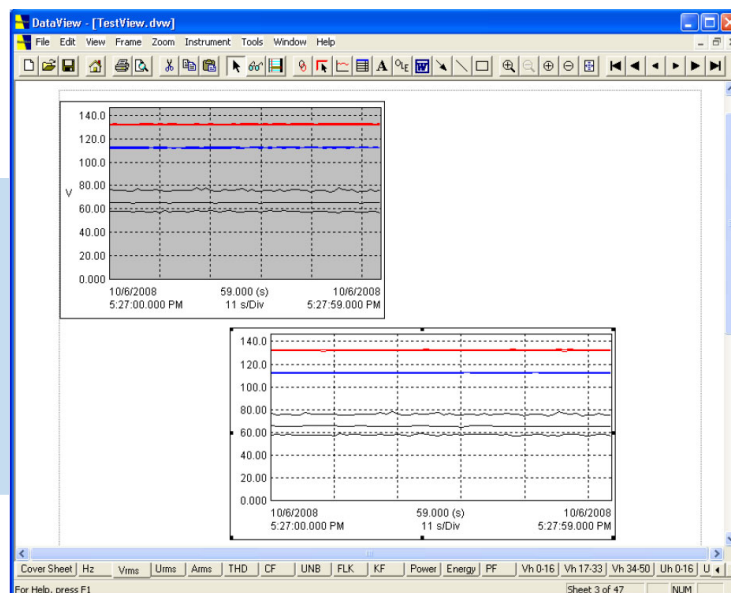 DataView - [TestView.dvw]
File Edit View Frame Zoom Instrument Tools Window Help
A OLE W
140.0
120.0
100.0
80.00
V
60.00
40.00
20.00
0.000
10/6/2008 59.000 (s) 10/6/2008
5:27:00.000 PM 11 s/Div 5:27:59.000 PM
140.0
120.0
100.0
80.00
60.00
40.00
20.00
0.000
10/6/2008 59.000 (s) 10/6/2008
5:27:00.000 PM 11 s/Div 5:27:59.000 PM
Cover Sheet Hz Vrms Urms Arms THD CF UNB FLK KF Power Energy PF Vh 0-16 Vh 17-33 Vh 34-50 Uh 0-16 U
For Help, press F1 Sheet 3 of 47 NUM